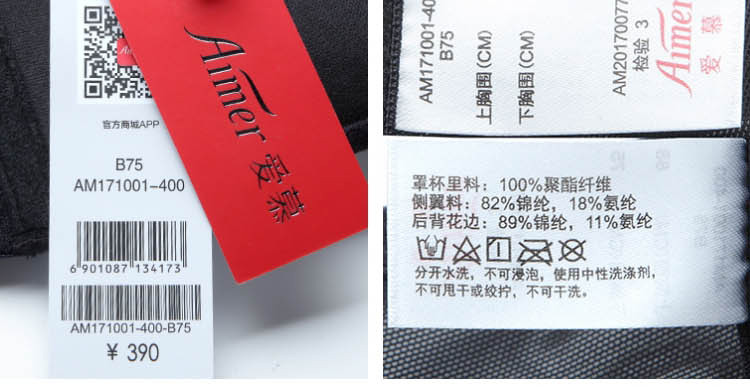 官方商城APP
B75
AM171001-400
6 901087 134173
AM171001-400-B75
¥ 390
Aimer 爱慕
AM171001-400
B75
上胸围(CM)
下胸围(CM)
AM2017007
检验 3
Aimer
爱慕
罩杯里料：100%聚酯纤维
侧翼料：82%锦纶，18%氨纶
后背花边：89%锦纶，11%氨纶
分开水洗，不可浸泡，使用中性洗涤剂，
不可甩干或绞拧，不可干洗。